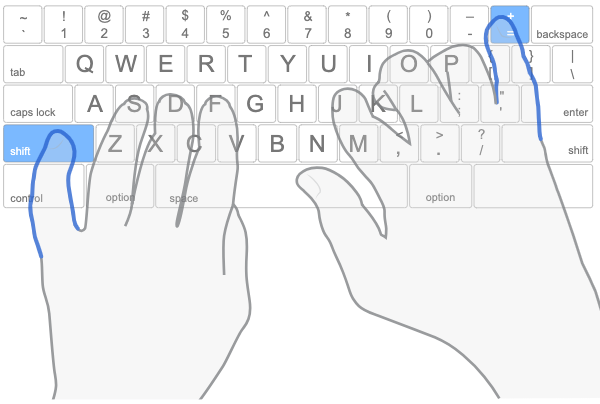 ~ ! @ # $ % ^ & * ( ) – +
` 1 2 3 4 5 6 7 8 9 0 - = backspace
tab Q W E R T Y U I O P { [ } ] | \
caps lock A S D F G H J K L : ; " ' enter
shift Z X C V B N M < , > . ? / shift
control option space option